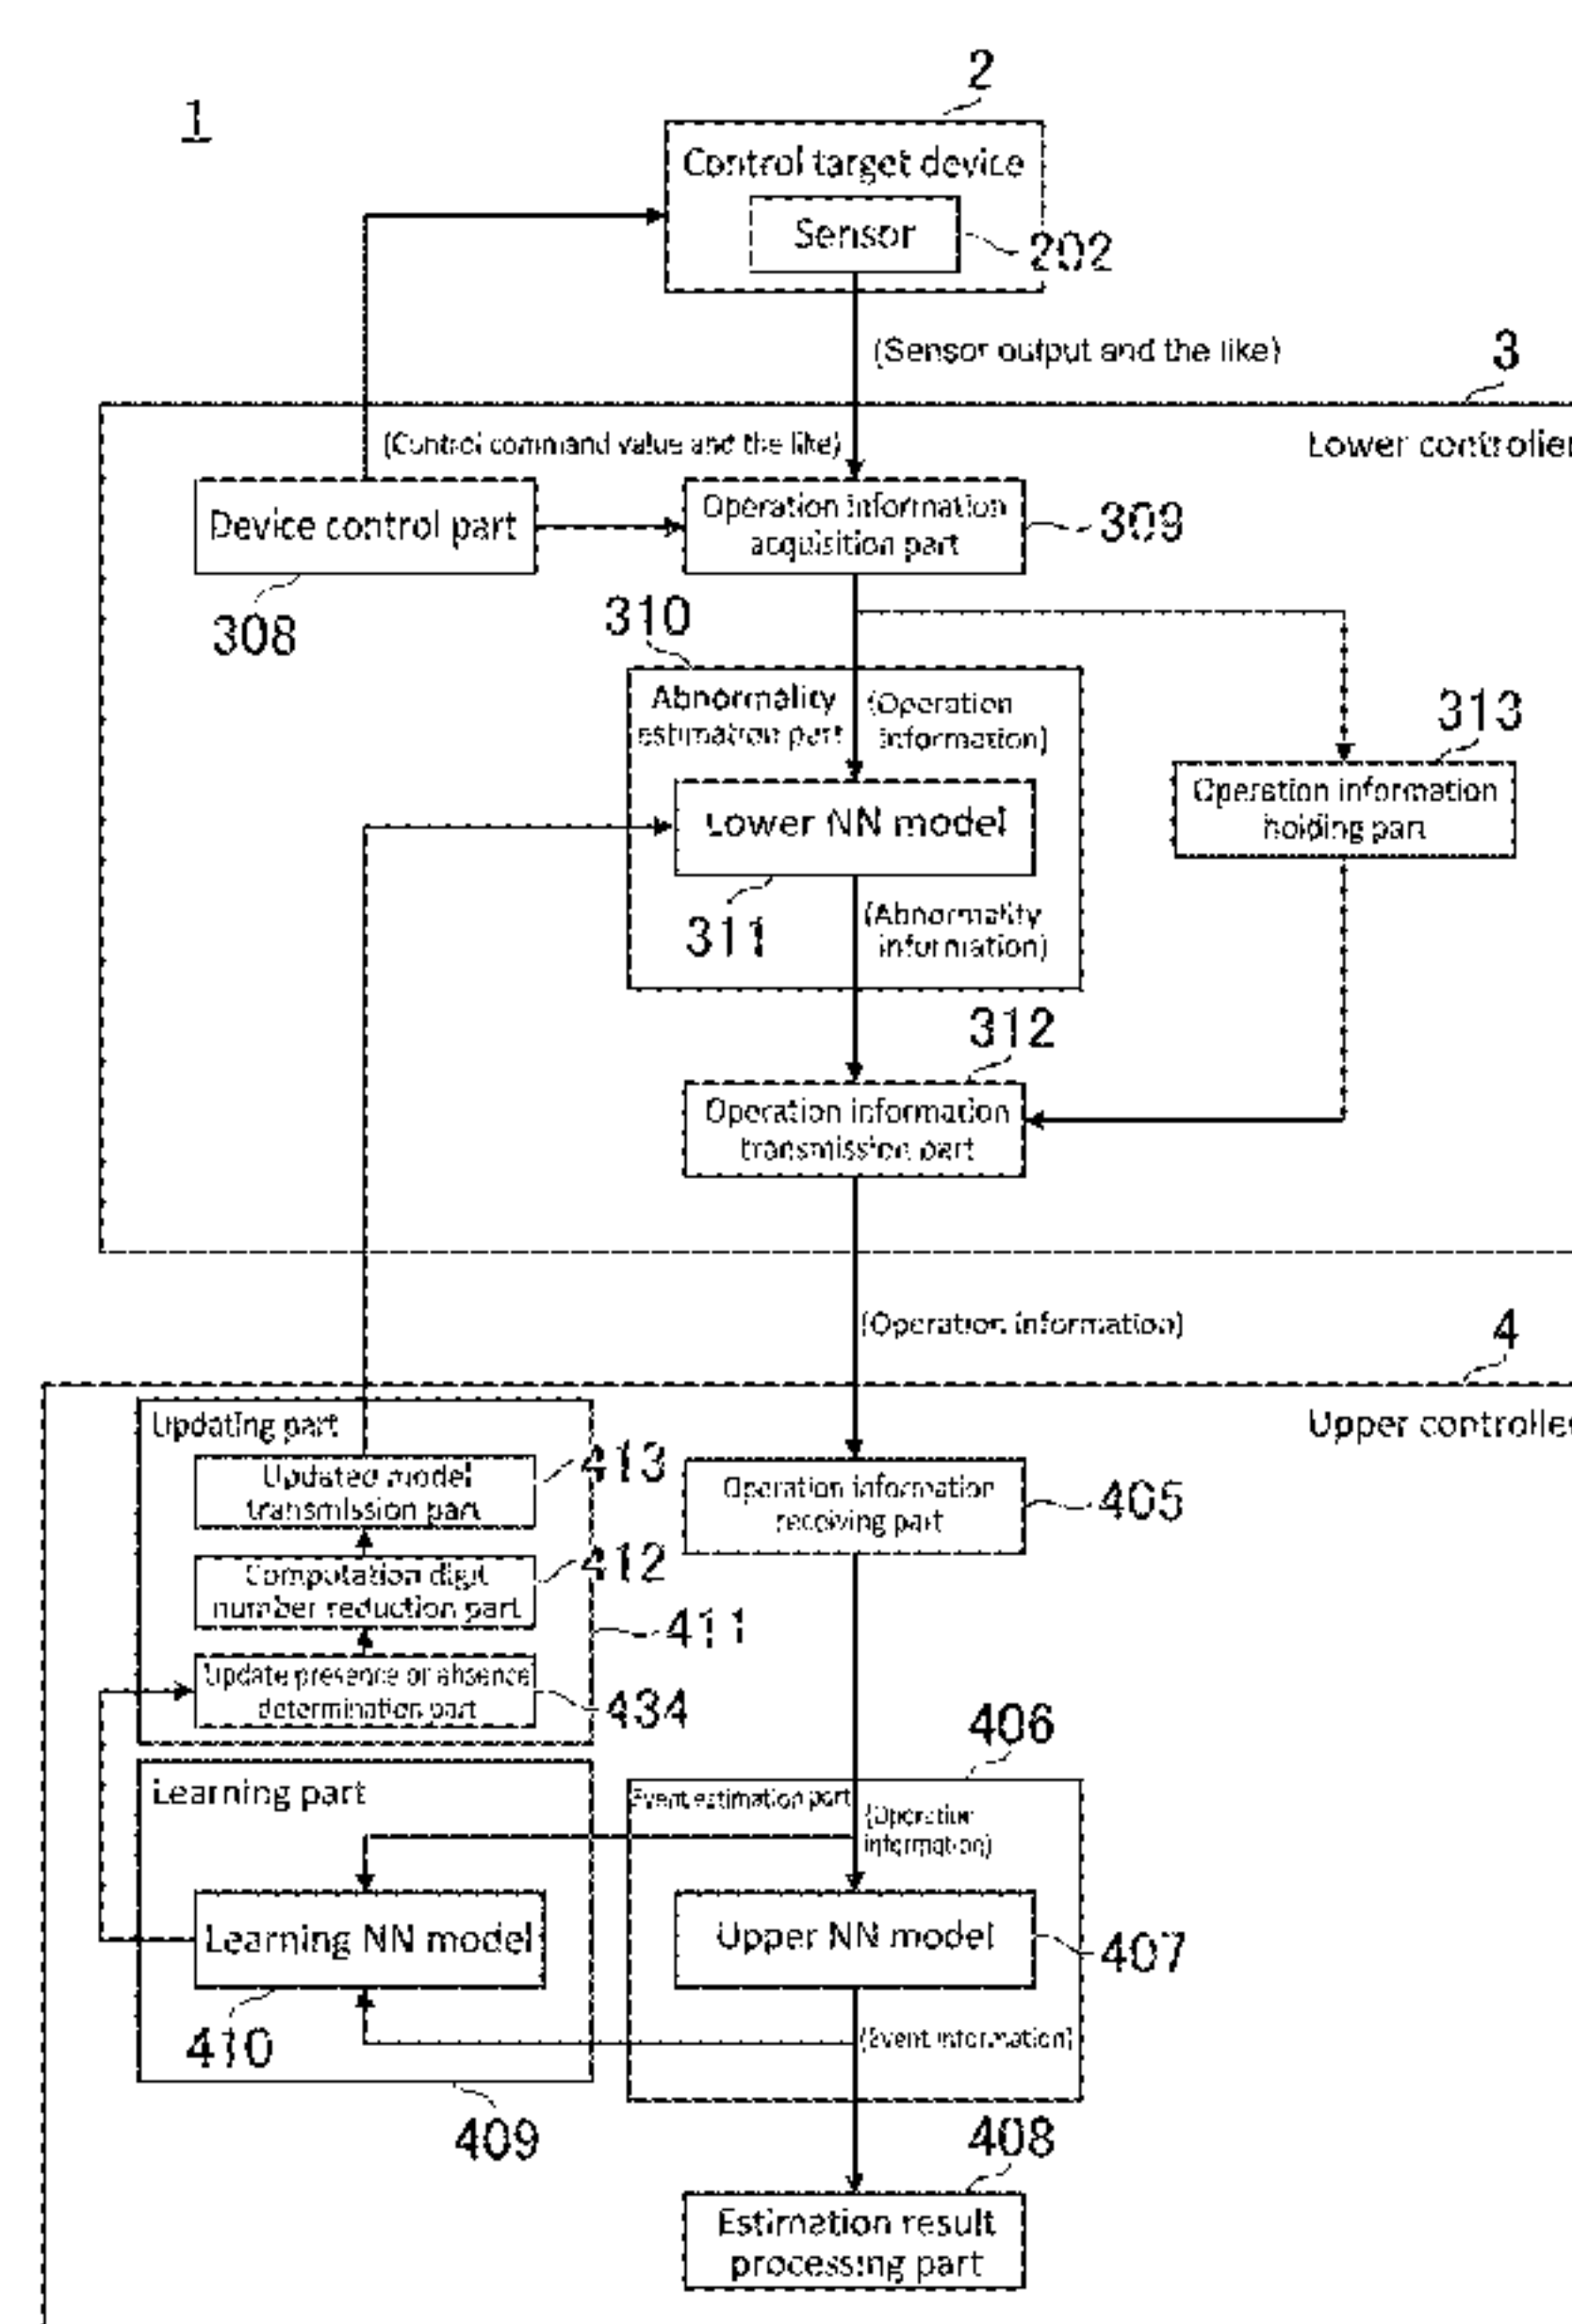 2
1
Control target device
Sensor
202
(Sensor output and the like)
3
(Control command value and the like)
Lower controller
Device control part
Operation information
acquisition part
309
308
310
Abnormality
estimation part
(Operation
information)
313
Operation information
holding part
Lower NN model
311
(Abnormality
information)
312
Operation information
transmission part
(Operation information)
4
Updating part
Upper controller
Updated model
transmission part
413
Operation information
receiving part
405
Computation digit
number reduction part
412
411
Update presence or absence
determination part
434
406
Learning part
Event estimation part
(Operation
information)
Learning NN model
Upper NN model
407
410
(Event information)
409
408
Estimation result
processing part